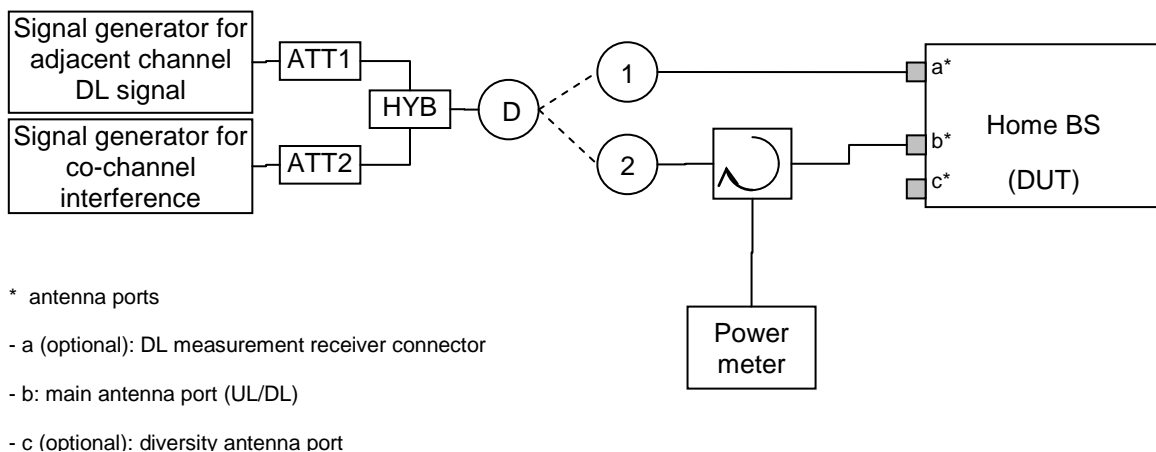 Signal generator for
adjacent channel
DL signal
ATT1
HYB
D
1
2
Signal generator for
co-channel
interference
ATT2
a*
b*
c*
Home BS
(DUT)
Power
meter
* antenna ports
- a (optional): DL measurement receiver connector
- b: main antenna port (UL/DL)
- c (optional): diversity antenna port